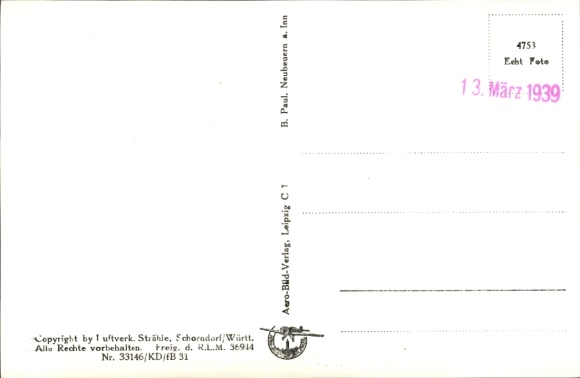 4753
Echt Foto
13. März 1939
B. Paul, Neubeuern a. Inn
Aero-Bild-Verlag, Leipzig C 1
Copyright by Luftverk. Strähle, Schorndorf/Württ.
Alle Rechte vorbehalten. Freig. d. R.L.M. 36944
Nr. 33146/KD/fB 31